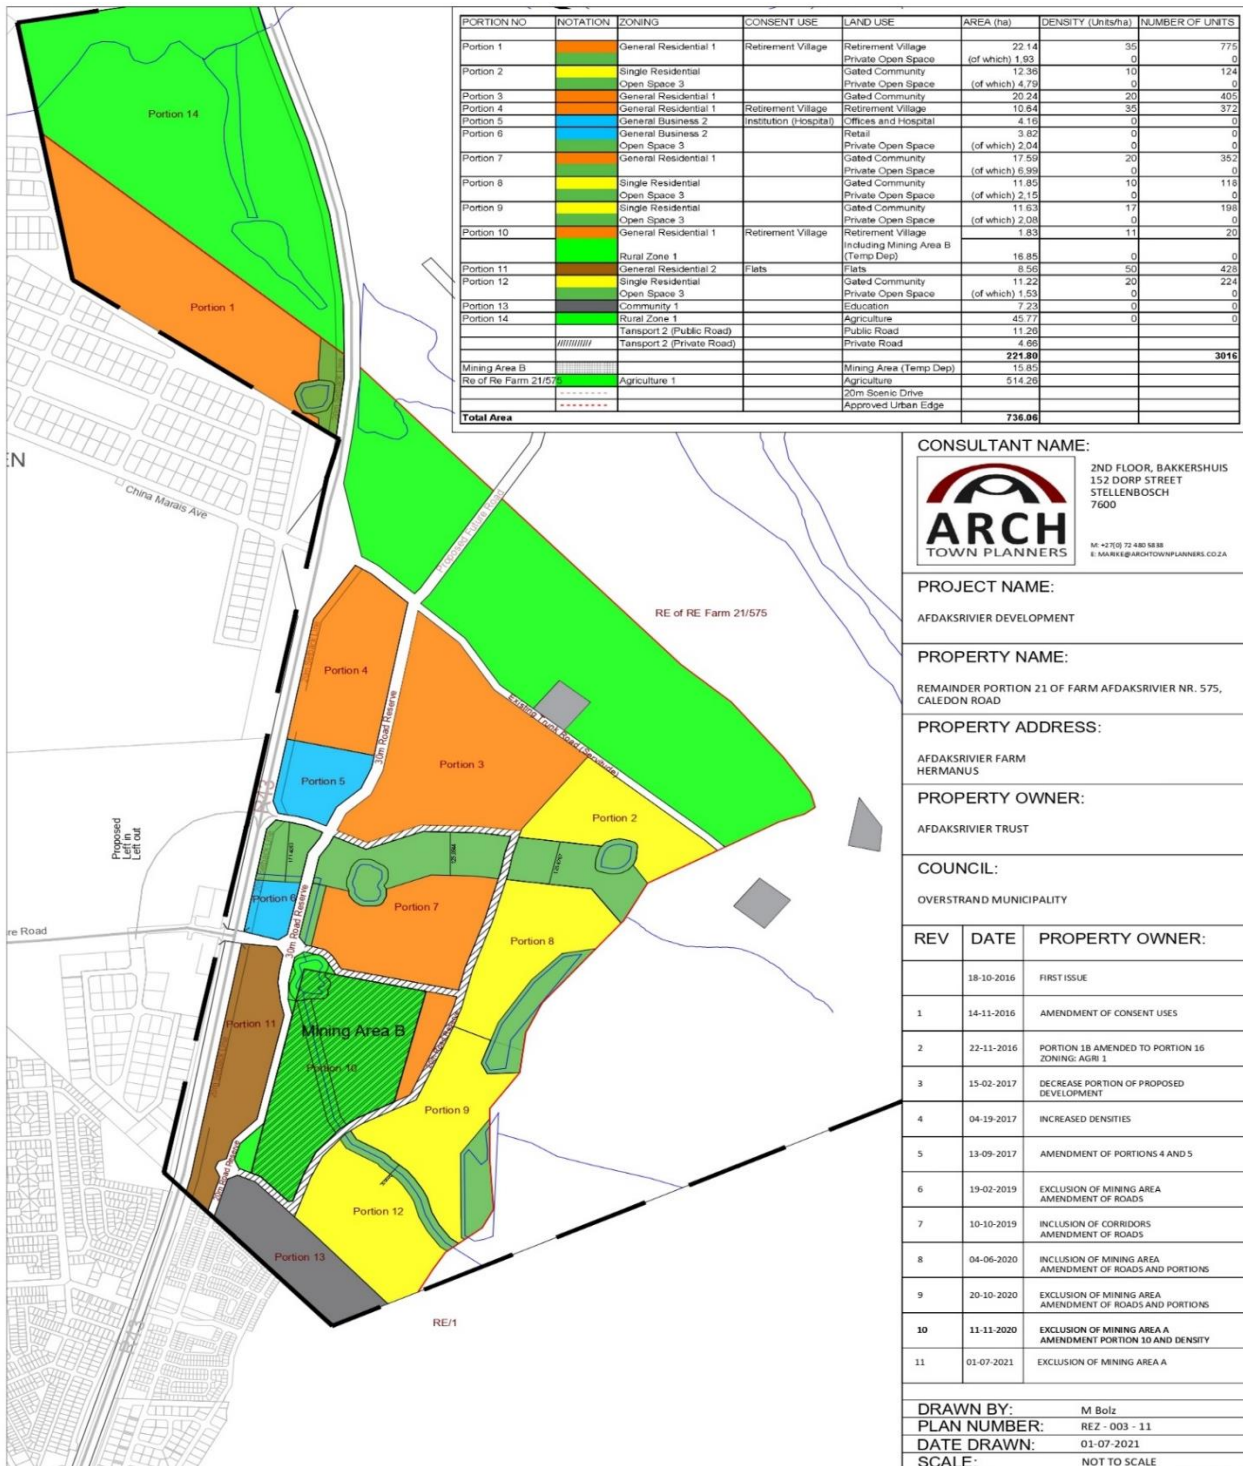 PORTION NO NOTATION ZONING CONSENT USE LAND USE AREA (ha) DENSITY (Units/ha) NUMBER OF UNITS
Portion 1 General Residential 1 Retirement Village Retirement Village 22.14 35 775
Private Open Space (of which) 1,93 0 0
Portion 2 Single Residential Gated Community 12.36 10 124
Open Space 3 Private Open Space (of which) 4,79 0 0
Portion 3 General Residential 1 Gated Community 20.24 20 405
Portion 4 General Residential 1 Retirement Village Retirement Village 10.64 35 372
Portion 5 General Business 2 Institution (Hospital) Offices and Hospital 4.16 0 0
Portion 6 General Business 2 Retail 3.82 0 0
Open Space 3 Private Open Space (of which) 2,04 0 0
Portion 7 General Residential 1 Gated Community 17.59 20 352
Private Open Space (of which) 6,99 0 0
Portion 8 Single Residential Gated Community 11.85 10 118
Open Space 3 Private Open Space (of which) 2,15 0 0
Portion 9 Single Residential Gated Community 11.63 17 198
Open Space 3 Private Open Space (of which) 2,08 0 0
Portion 10 General Residential 1 Retirement Village Retirement Village 1.83 11 20
Including Mining Area B
Rural Zone 1 (Temp Dep) 16.85 0 0
Portion 11 General Residential 2 Flats Flats 8.56 50 428
Portion 12 Single Residential Gated Community 11.22 20 224
Open Space 3 Private Open Space (of which) 1,53 0 0
Portion 13 Community 1 Education 7.23 0 0
Portion 14 Rural Zone 1 Agriculture 45.77 0 0
Tansport 2 (Public Road) Public Road 11.26
Tansport 2 (Private Road) Private Road 4.66
221.80 3016
Mining Area B Mining Area (Temp Dep) 15.85
Re of Re Farm 21/575 Agriculture 1 Agriculture 514.26
20m Scenic Drive
Approved Urban Edge
Total Area 736.06
Portion 14
Portion 1
EN
China Marais Ave
Proposed Future Road
RE of RE Farm 21/575
Portion 4
30m Road Reserve
Existing Trunk Road (Servitude)
Portion 3
Portion 5
R43
Proposed
Left in
Left out
Portion 2
Portion 6
Portion 7
re Road
30m Road Reserve
Portion 8
Portion 11
Mining Area B
Portion 10
Portion 9
Portion 12
Portion 13
R43
RE/1
CONSULTANT NAME:
ARCH
TOWN PLANNERS
2ND FLOOR, BAKKERSHUIS
152 DORP STREET
STELLENBOSCH
7600
M: +27(0) 72 480 5838
E: MARIKE@ARCHTOWNPLANNERS.CO.ZA
PROJECT NAME:
AFDAKSRIVIER DEVELOPMENT
PROPERTY NAME:
REMAINDER PORTION 21 OF FARM AFDAKSRIVIER NR. 575,
CALEDON ROAD
PROPERTY ADDRESS:
AFDAKSRIVIER FARM
HERMANUS
PROPERTY OWNER:
AFDAKSRIVIER TRUST
COUNCIL:
OVERSTRAND MUNICIPALITY
REV DATE PROPERTY OWNER:
18-10-2016 FIRST ISSUE
1 14-11-2016 AMENDMENT OF CONSENT USES
2 22-11-2016 PORTION 1B AMENDED TO PORTION 16
ZONING: AGRI 1
3 15-02-2017 DECREASE PORTION OF PROPOSED
DEVELOPMENT
4 04-19-2017 INCREASED DENSITIES
5 13-09-2017 AMENDMENT OF PORTIONS 4 AND 5
6 19-02-2019 EXCLUSION OF MINING AREA
AMENDMENT OF ROADS
7 10-10-2019 INCLUSION OF CORRIDORS
AMENDMENT OF ROADS
8 04-06-2020 INCLUSION OF MINING AREA
AMENDMENT OF ROADS AND PORTIONS
9 20-10-2020 EXCLUSION OF MINING AREA
AMENDMENT OF ROADS AND PORTIONS
10 11-11-2020 EXCLUSION OF MINING AREA A
AMENDMENT PORTION 10 AND DENSITY
11 01-07-2021 EXCLUSION OF MINING AREA A
DRAWN BY: M Bolz
PLAN NUMBER: REZ - 003 - 11
DATE DRAWN: 01-07-2021
SCALE: NOT TO SCALE